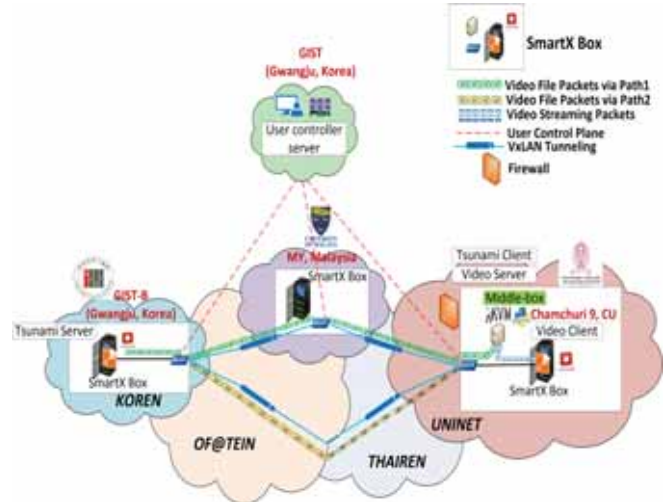 GIST
(Gwangju, Korea)
User controller
server
SmartX Box
Video File Packets via Path1
Video File Packets via Path2
Video Streaming Packets
User Control Plane
VxLAN Tunneling
Firewall
MY, Malaysia
SmartX Box
GIST-B
(Gwangju, Korea)
Tsunami Server
SmartX Box
KOREN
OF@TEIN
THAIREN
Tsunami Client
Video Server
Middle-box
KVM
Chamchuri 9, CU
Video Client
SmartX Box
UNINET